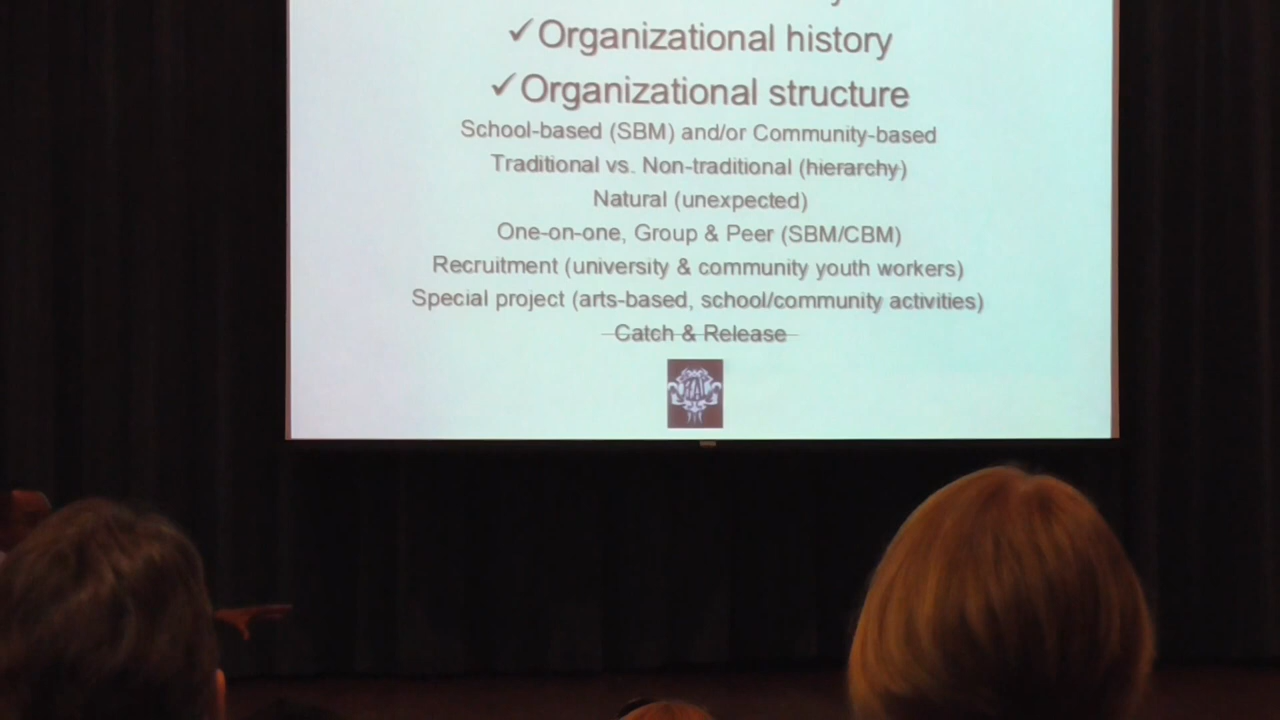 ✓Organizational history
✓Organizational structure
School-based (SBM) and/or Community-based
Traditional vs. Non-traditional (hierarchy)
Natural (unexpected)
One-on-one, Group & Peer (SBM/CBM)
Recruitment (university & community youth workers)
Special project (arts-based, school/community activities)
Catch & Release